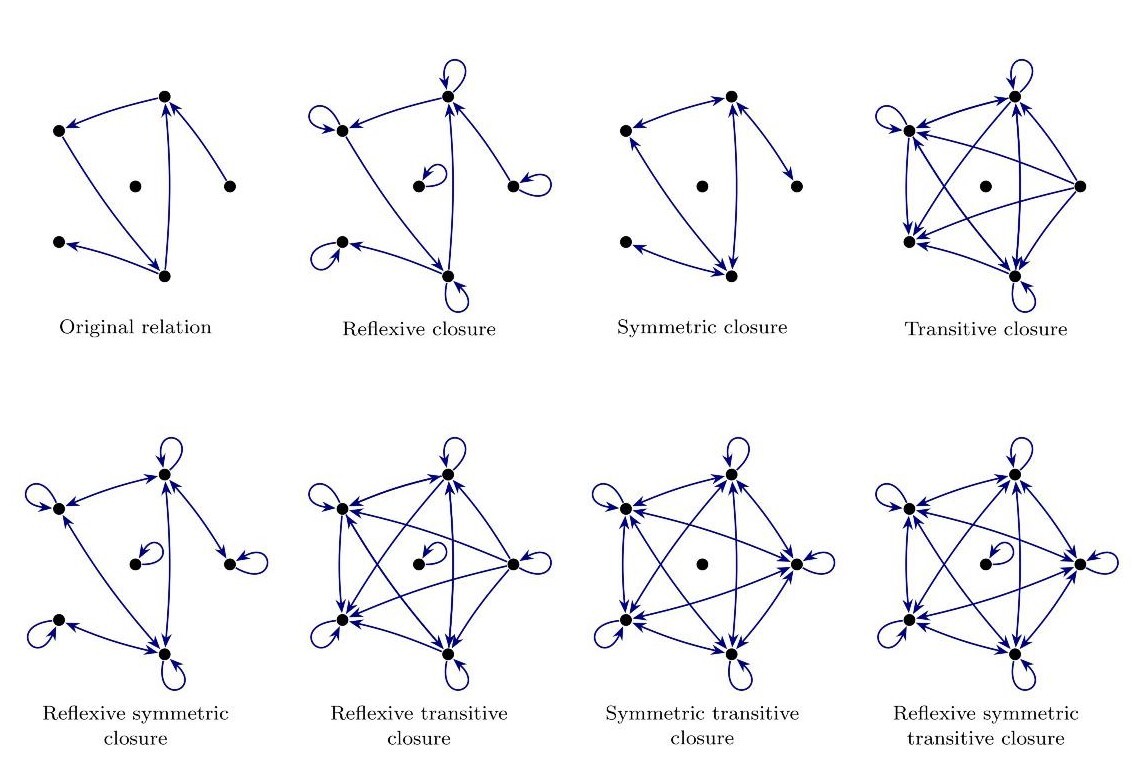 Original relation
Reflexive closure
Symmetric closure
Transitive closure
Reflexive symmetric
closure
Reflexive transitive
closure
Symmetric transitive
closure
Reflexive symmetric
transitive closure